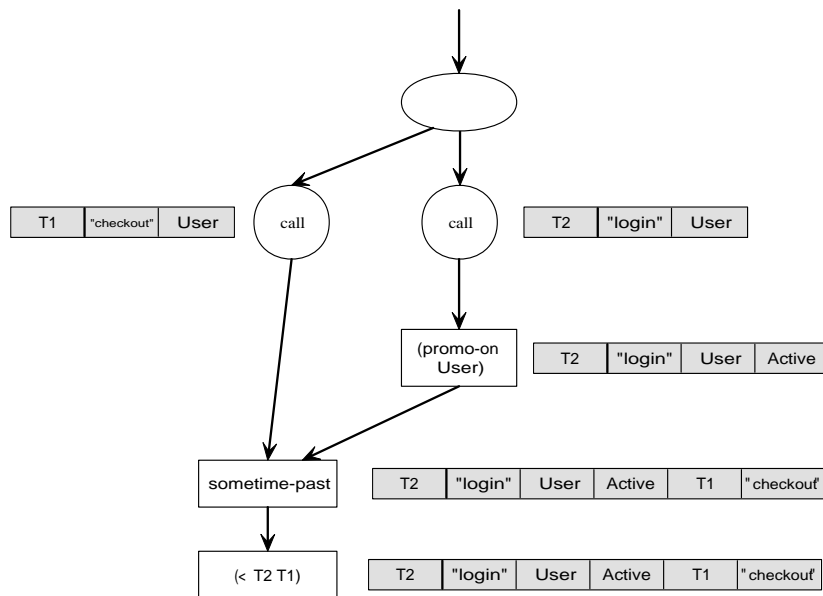 T1 "checkout" User call call T2 "login" User
(promo-on
User)
T2 "login" User Active
sometime-past T2 "login" User Active T1 "checkout"
(< T2 T1) T2 "login" User Active T1 "checkout"